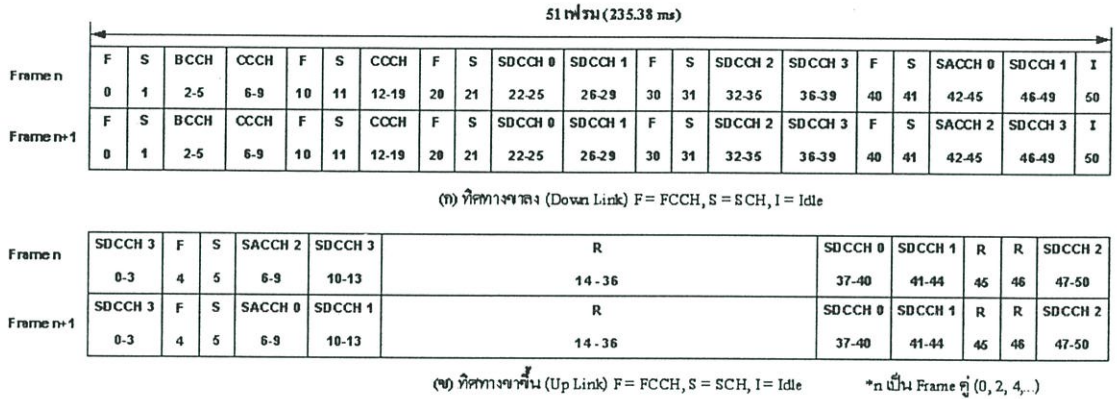 51 เฟรม (235.38 ms)
Frame n
F S BCCH CCCH F S CCCH F S SDCCH 0 SDCCH 1 F S SDCCH 2 SDCCH 3 F S SACCH 0 SDCCH 1 I
0 1 2-5 6-9 10 11 12-19 20 21 22-25 26-29 30 31 32-35 36-39 40 41 42-45 46-49 50
Frame n+1
F S BCCH CCCH F S CCCH F S SDCCH 0 SDCCH 1 F S SDCCH 2 SDCCH 3 F S SACCH 2 SDCCH 3 I
0 1 2-5 6-9 10 11 12-19 20 21 22-25 26-29 30 31 32-35 36-39 40 41 42-45 46-49 50
(ก) ทิศทางขาลง (Down Link) F = FCCH, S = SCH, I = Idle
Frame n
SDCCH 3 F S SACCH 2 SDCCH 3 R SDCCH 0 SDCCH 1 R R SDCCH 2
0-3 4 5 6-9 10-13 14 - 36 37-40 41-44 45 46 47-50
Frame n+1
SDCCH 3 F S SACCH 0 SDCCH 1 R SDCCH 0 SDCCH 1 R R SDCCH 2
0-3 4 5 6-9 10-13 14 - 36 37-40 41-44 45 46 47-50
(ข) ทิศทางขาขึ้น (Up Link) F = FCCH, S = SCH, I = Idle *n เป็น Frame คู่ (0, 2, 4,...)